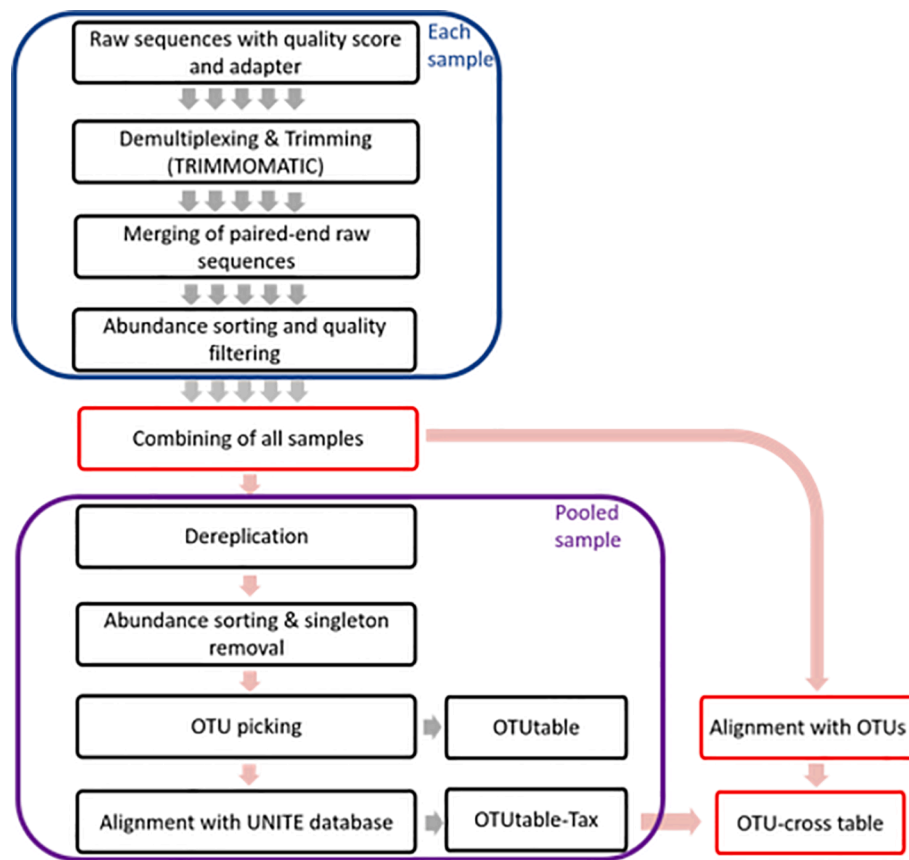 Raw sequences with quality score
and adapter
Each
sample
Demultiplexing & Trimming
(TRIMMOMATIC)
Merging of paired-end raw
sequences
Abundance sorting and quality
filtering
Combining of all samples
Pooled
sample
Dereplication
Abundance sorting & singleton
removal
OTU picking
OTUtable
Alignment with OTUs
Alignment with UNITE database
OTUtable-Tax
OTU-cross table